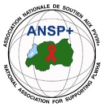 ASSOCIATION NATIONALE DE SOUTIEN AUX PVVIH
ANSP+
NATIONAL ASSOCIATION FOR SUPPORTING PLWHA